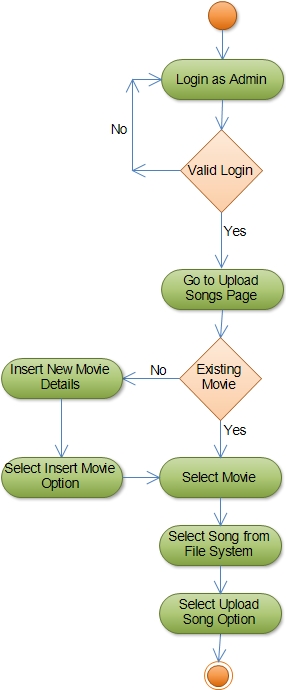 Login as Admin
No
Valid Login
Yes
Go to Upload
Songs Page
Existing
Movie
No
Insert New Movie
Details
Yes
Select Insert Movie
Option
Select Movie
Select Song from
File System
Select Upload
Song Option